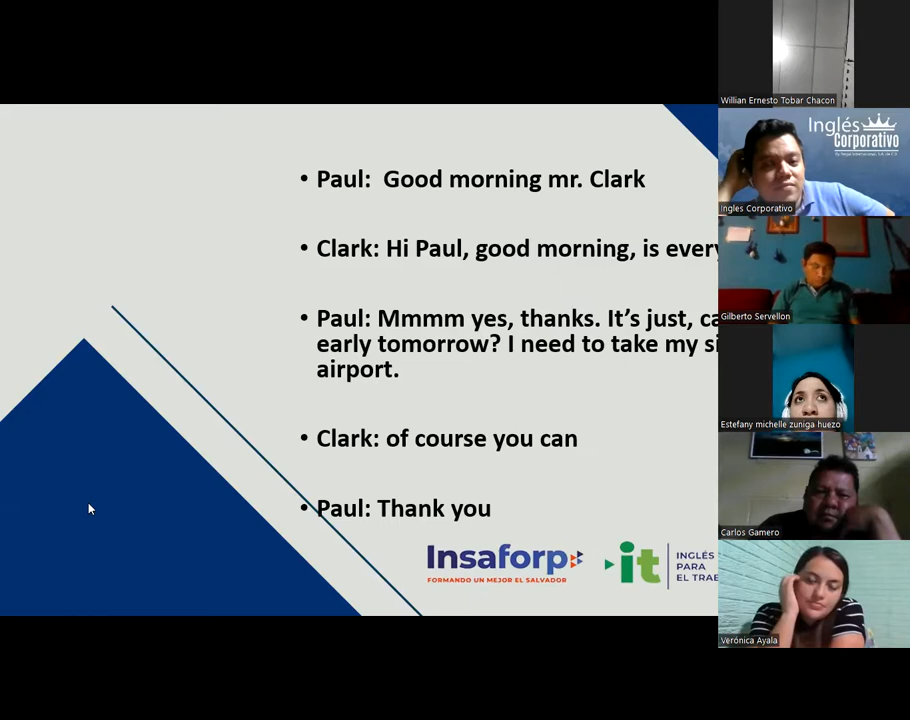 • Paul:  Good morning mr. Clark
• Clark: Hi Paul, good morning, is every
• Paul: Mmmm yes, thanks. It’s just, ca
early tomorrow? I need to take my si
airport.
• Clark: of course you can
• Paul: Thank you
Insaforp
FORMANDO UN MEJOR EL SALVADOR
it
INGLÉS
PARA
EL TRA
Willian Ernesto Tobar Chacon
Inglés
Corporativo
Ingles Corporativo
Gilberto Servellon
Estefany michelle zuniga huezo
Carlos Gamero
Verónica Ayala